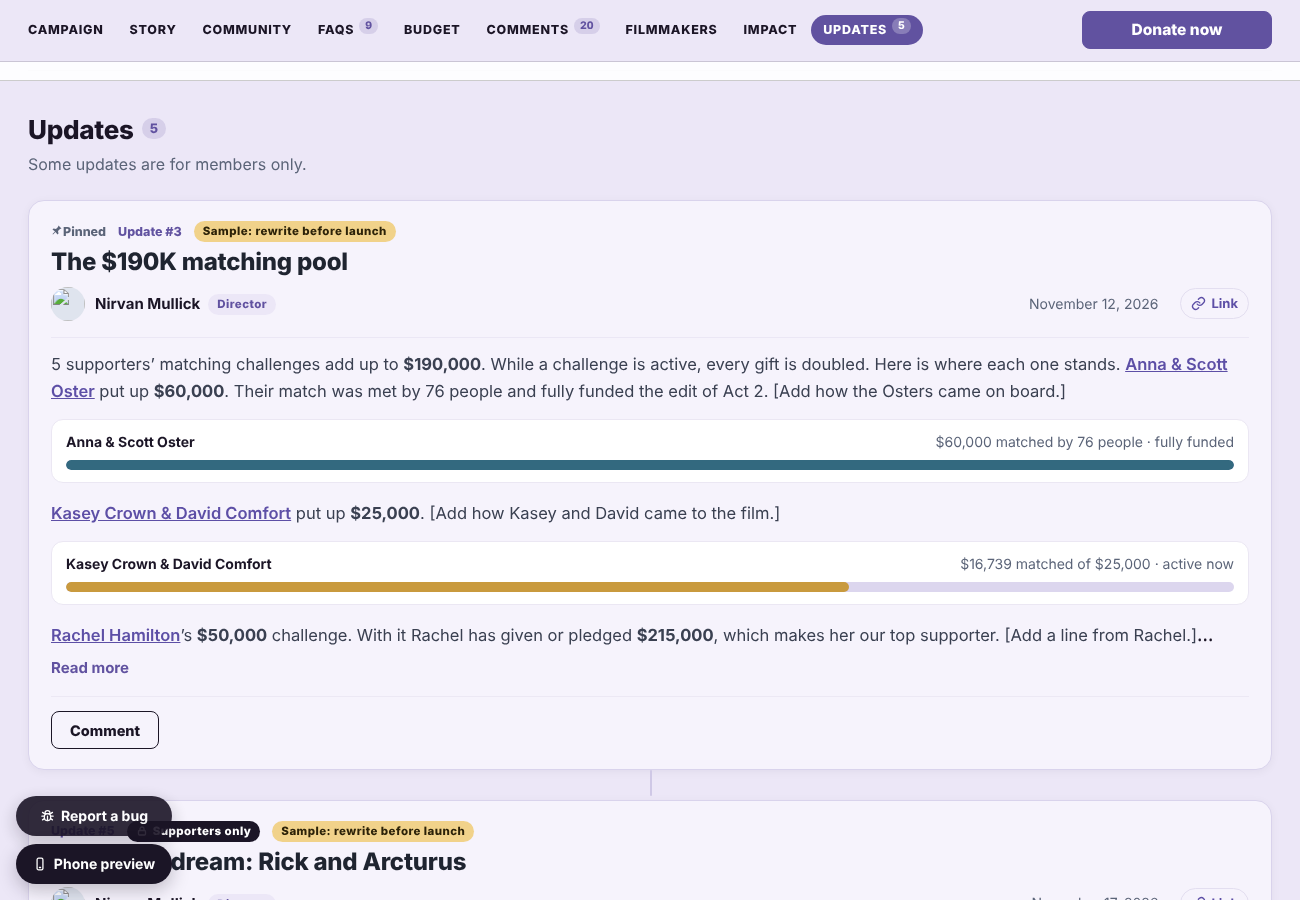 CAMPAIGN STORY COMMUNITY FAQS 9 BUDGET COMMENTS 20 FILMMAKERS IMPACT UPDATES 5 Donate now
Updates 5
Some updates are for members only.
Pinned Update #3 Sample: rewrite before launch
The $190K matching pool
Nirvan Mullick Director November 12, 2026 Link
5 supporters’ matching challenges add up to $190,000. While a challenge is active, every gift is doubled. Here is where each one stands. Anna & Scott
Oster put up $60,000. Their match was met by 76 people and fully funded the edit of Act 2. [Add how the Osters came on board.]
Anna & Scott Oster $60,000 matched by 76 people · fully funded
Kasey Crown & David Comfort put up $25,000. [Add how Kasey and David came to the film.]
Kasey Crown & David Comfort $16,739 matched of $25,000 · active now
Rachel Hamilton’s $50,000 challenge. With it Rachel has given or pledged $215,000, which makes her our top supporter. [Add a line from Rachel.]...
Read more
Comment
Report a bug
Update #5 Supporters only Sample: rewrite before launch
Phone preview
dream: Rick and Arcturus